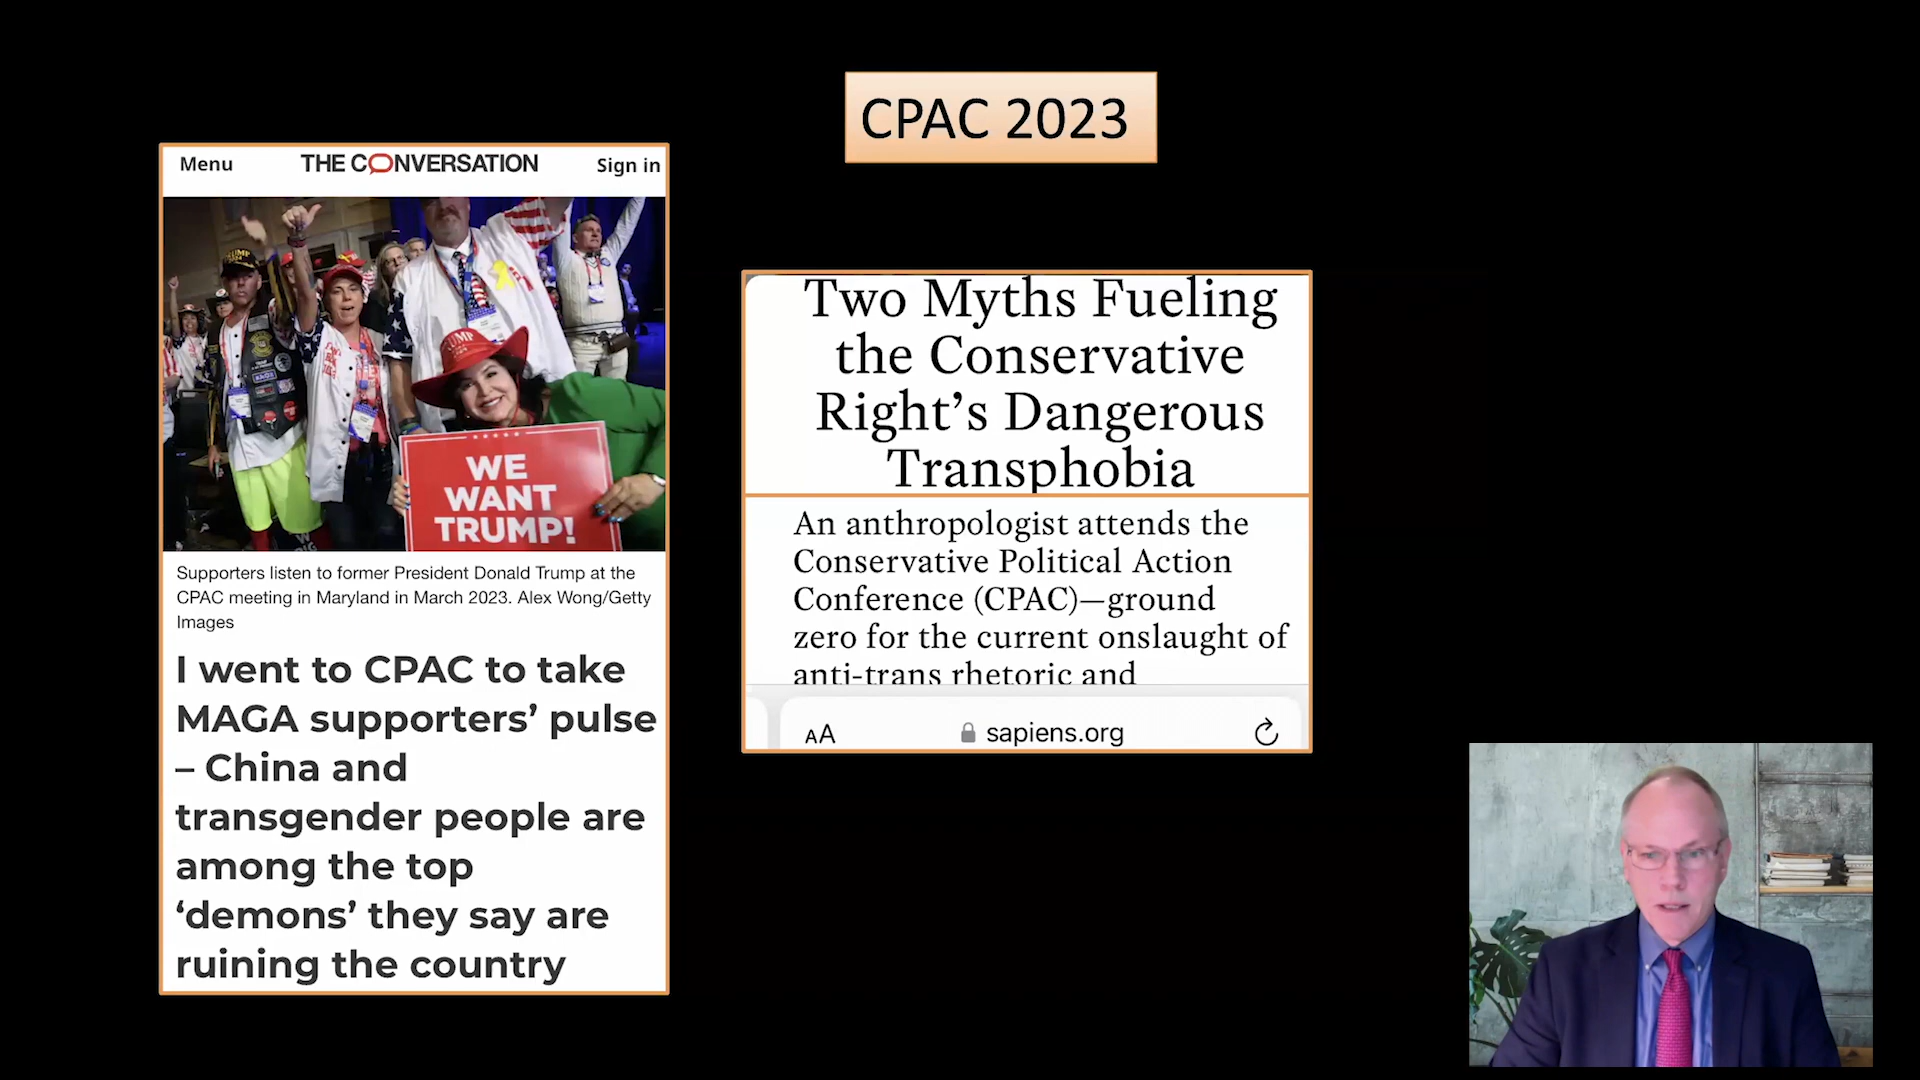 CPAC 2023
Menu
THE CONVERSATION
Sign in
TRUMP
TRUMP
WE
WANT
TRUMP!
Supporters listen to former President Donald Trump at the
CPAC meeting in Maryland in March 2023. Alex Wong/Getty
Images
I went to CPAC to take
MAGA supporters’ pulse
– China and
transgender people are
among the top
‘demons’ they say are
ruining the country
Two Myths Fueling
the Conservative
Right’s Dangerous
Transphobia
An anthropologist attends the
Conservative Political Action
Conference (CPAC)—ground
zero for the current onslaught of
anti-trans rhetoric and
AA
sapiens.org